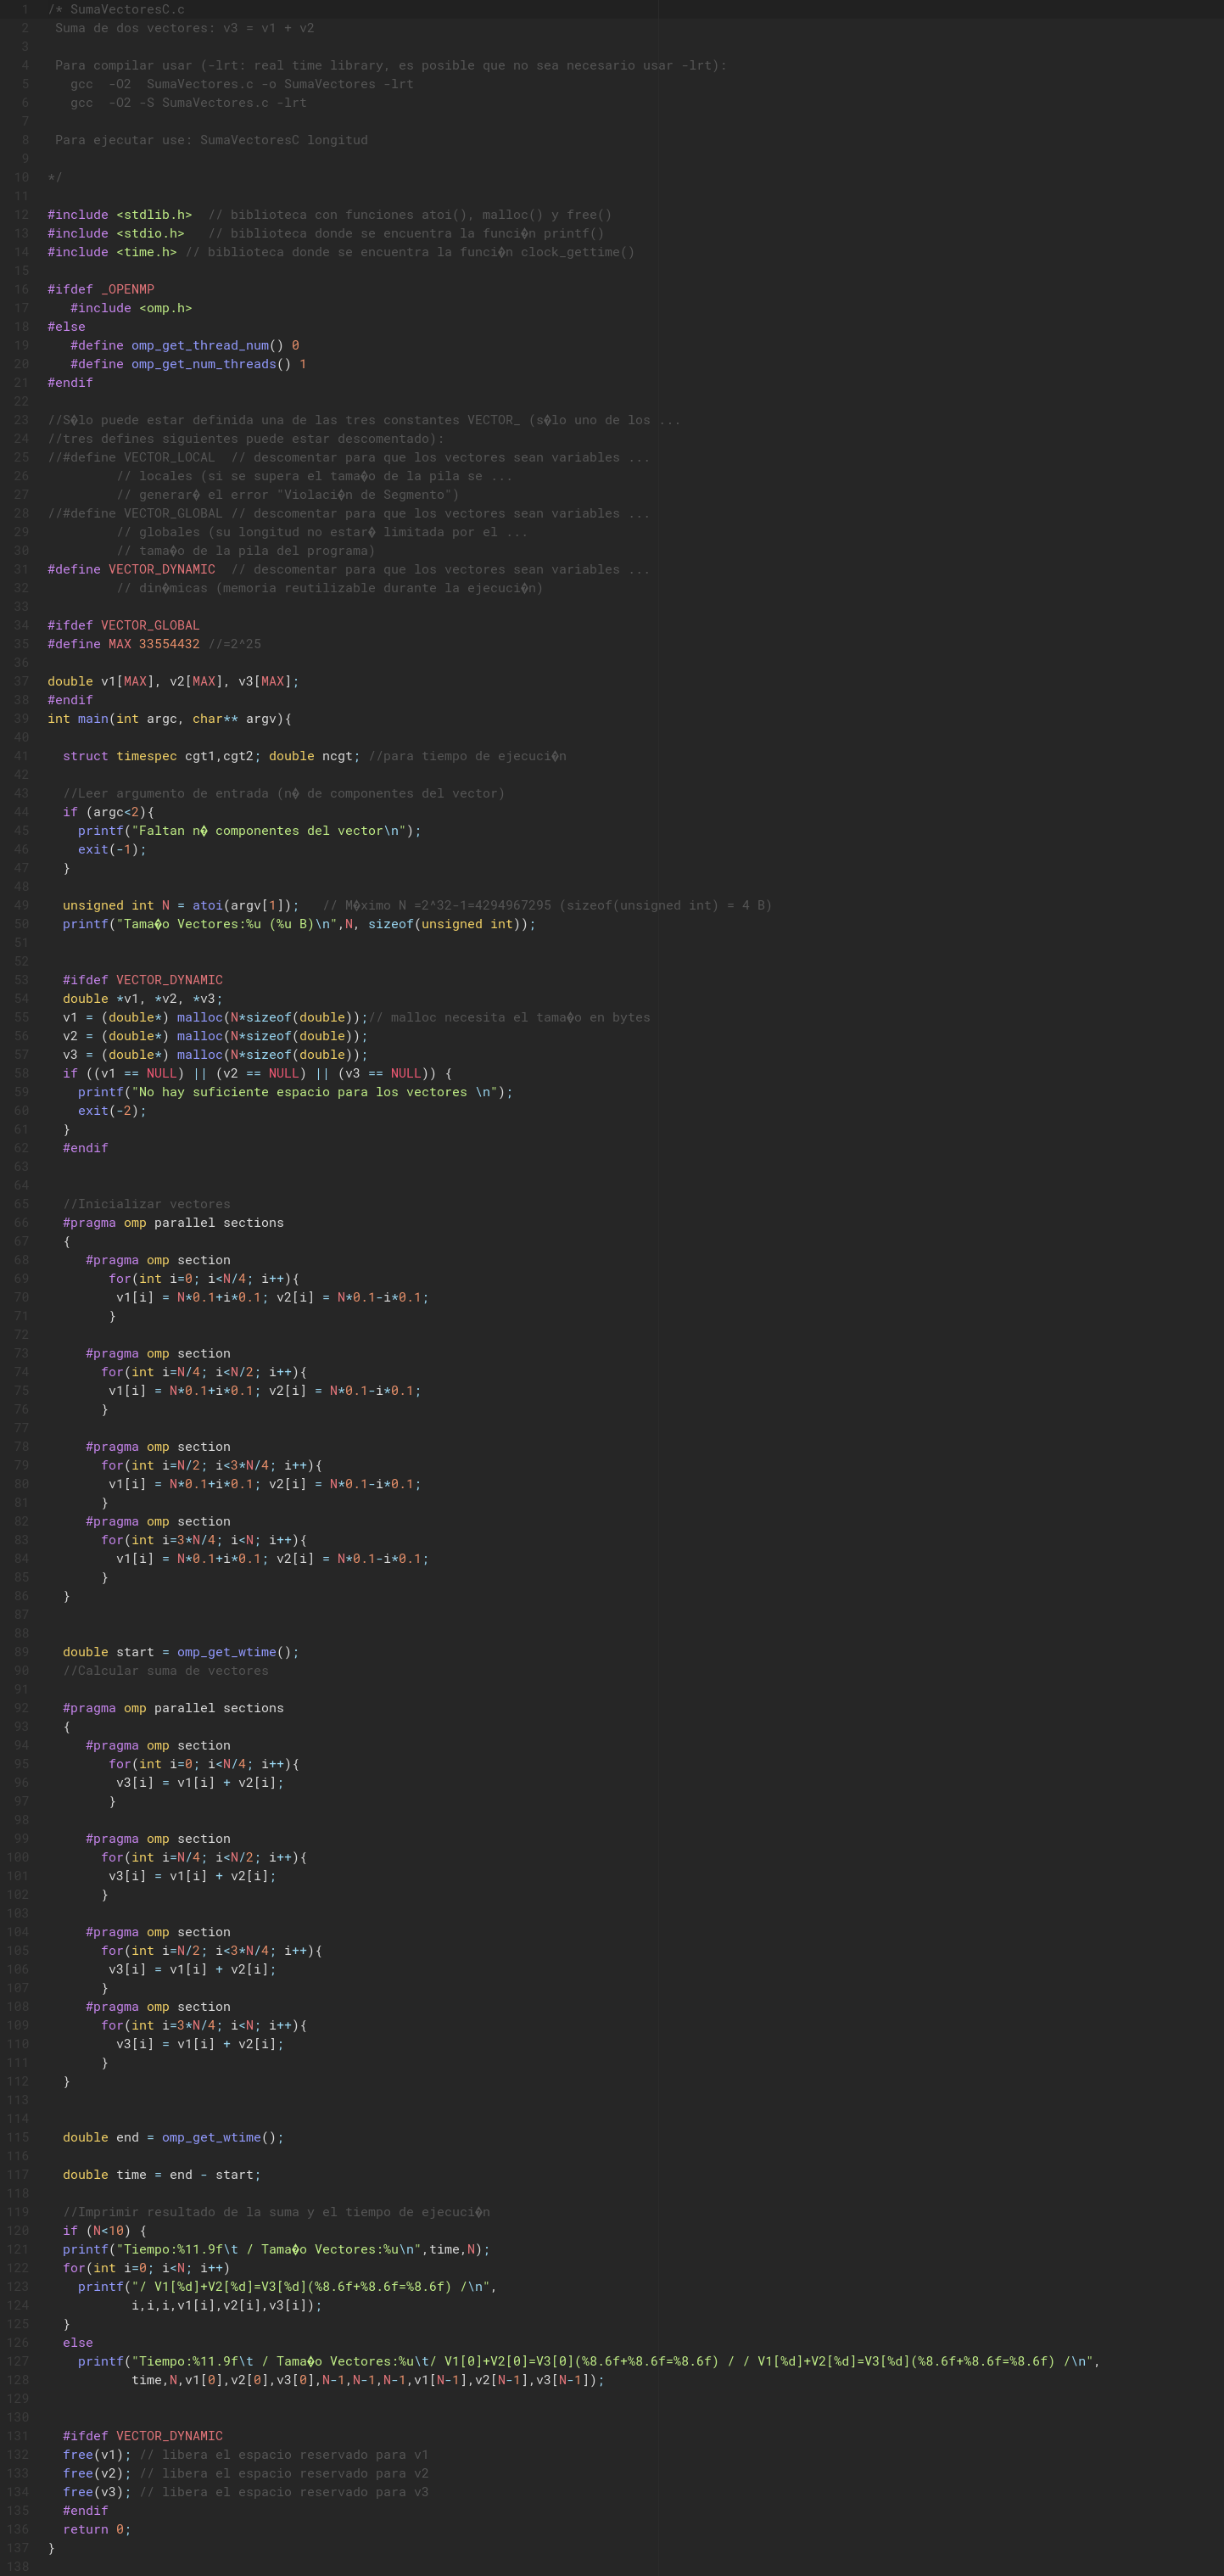 1 /* SumaVectoresC.c
2 Suma de dos vectores: v3 = v1 + v2
3
4 Para compilar usar (-lrt: real time library, es posible que no sea necesario usar -lrt):
5 gcc -O2 SumaVectores.c -o SumaVectores -lrt
6 gcc -O2 -S SumaVectores.c -lrt
7
8 Para ejecutar use: SumaVectoresC longitud
9
10 */
11
12 #include <stdlib.h> // biblioteca con funciones atoi(), malloc() y free()
13 #include <stdio.h> // biblioteca donde se encuentra la funci�n printf()
14 #include <time.h> // biblioteca donde se encuentra la funci�n clock_gettime()
15
16 #ifdef _OPENMP
17 #include <omp.h>
18 #else
19 #define omp_get_thread_num() 0
20 #define omp_get_num_threads() 1
21 #endif
22
23 //S�lo puede estar definida una de las tres constantes VECTOR_ (s�lo uno de los ...
24 //tres defines siguientes puede estar descomentado):
25 //#define VECTOR_LOCAL // descomentar para que los vectores sean variables ...
26 // locales (si se supera el tama�o de la pila se ...
27 // generar� el error "Violaci�n de Segmento")
28 //#define VECTOR_GLOBAL // descomentar para que los vectores sean variables ...
29 // globales (su longitud no estar� limitada por el ...
30 // tama�o de la pila del programa)
31 #define VECTOR_DYNAMIC // descomentar para que los vectores sean variables ...
32 // din�micas (memoria reutilizable durante la ejecuci�n)
33
34 #ifdef VECTOR_GLOBAL
35 #define MAX 33554432 //=2^25
36
37 double v1[MAX], v2[MAX], v3[MAX];
38 #endif
39 int main(int argc, char** argv){
40
41 struct timespec cgt1,cgt2; double ncgt; //para tiempo de ejecuci�n
42
43 //Leer argumento de entrada (n� de componentes del vector)
44 if (argc<2){
45 printf("Faltan n� componentes del vector\n");
46 exit(-1);
47 }
48
49 unsigned int N = atoi(argv[1]); // M�ximo N =2^32-1=4294967295 (sizeof(unsigned int) = 4 B)
50 printf("Tama�o Vectores:%u (%u B)\n",N, sizeof(unsigned int));
51
52
53 #ifdef VECTOR_DYNAMIC
54 double *v1, *v2, *v3;
55 v1 = (double*) malloc(N*sizeof(double));// malloc necesita el tama�o en bytes
56 v2 = (double*) malloc(N*sizeof(double));
57 v3 = (double*) malloc(N*sizeof(double));
58 if ((v1 == NULL) || (v2 == NULL) || (v3 == NULL)) {
59 printf("No hay suficiente espacio para los vectores \n");
60 exit(-2);
61 }
62 #endif
63
64
65 //Inicializar vectores
66 #pragma omp parallel sections
67 {
68 #pragma omp section
69 for(int i=0; i<N/4; i++){
70 v1[i] = N*0.1+i*0.1; v2[i] = N*0.1-i*0.1;
71 }
72
73 #pragma omp section
74 for(int i=N/4; i<N/2; i++){
75 v1[i] = N*0.1+i*0.1; v2[i] = N*0.1-i*0.1;
76 }
77
78 #pragma omp section
79 for(int i=N/2; i<3*N/4; i++){
80 v1[i] = N*0.1+i*0.1; v2[i] = N*0.1-i*0.1;
81 }
82 #pragma omp section
83 for(int i=3*N/4; i<N; i++){
84 v1[i] = N*0.1+i*0.1; v2[i] = N*0.1-i*0.1;
85 }
86 }
87
88
89 double start = omp_get_wtime();
90 //Calcular suma de vectores
91
92 #pragma omp parallel sections
93 {
94 #pragma omp section
95 for(int i=0; i<N/4; i++){
96 v3[i] = v1[i] + v2[i];
97 }
98
99 #pragma omp section
100 for(int i=N/4; i<N/2; i++){
101 v3[i] = v1[i] + v2[i];
102 }
103
104 #pragma omp section
105 for(int i=N/2; i<3*N/4; i++){
106 v3[i] = v1[i] + v2[i];
107 }
108 #pragma omp section
109 for(int i=3*N/4; i<N; i++){
110 v3[i] = v1[i] + v2[i];
111 }
112 }
113
114
115 double end = omp_get_wtime();
116
117 double time = end - start;
118
119 //Imprimir resultado de la suma y el tiempo de ejecuci�n
120 if (N<10) {
121 printf("Tiempo:%11.9f\t / Tama�o Vectores:%u\n",time,N);
122 for(int i=0; i<N; i++)
123 printf("/ V1[%d]+V2[%d]=V3[%d](%8.6f+%8.6f=%8.6f) /\n",
124 i,i,i,v1[i],v2[i],v3[i]);
125 }
126 else
127 printf("Tiempo:%11.9f\t / Tama�o Vectores:%u\t/ V1[0]+V2[0]=V3[0](%8.6f+%8.6f=%8.6f) / / V1[%d]+V2[%d]=V3[%d](%8.6f+%8.6f=%8.6f) /\n",
128 time,N,v1[0],v2[0],v3[0],N-1,N-1,N-1,v1[N-1],v2[N-1],v3[N-1]);
129
130
131 #ifdef VECTOR_DYNAMIC
132 free(v1); // libera el espacio reservado para v1
133 free(v2); // libera el espacio reservado para v2
134 free(v3); // libera el espacio reservado para v3
135 #endif
136 return 0;
137 }
138